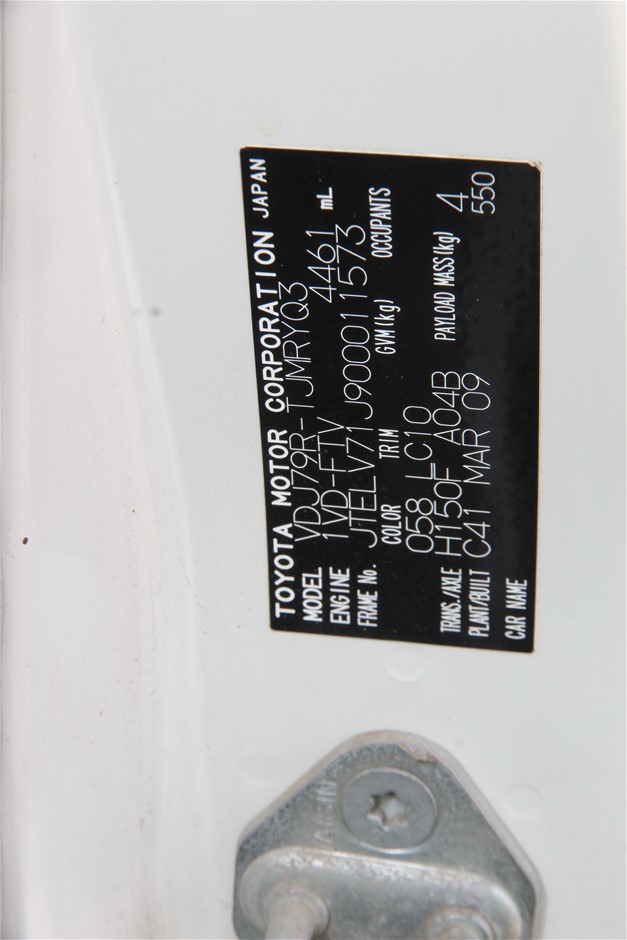 TOYOTA MOTOR CORPORATION JAPAN
MODEL VDJ79R-TJMRYQ3
ENGINE 1VD-FTV 4461 mL
FRAME No. JTELV71J900011573
COLOR TRIM GVM(kg) OCCUPANTS
058 LC10
TRANS./AXLE H150F A04B PAYLOAD MASS(kg) 4
PLANT/BUILT C41 MAR 09 550
CAR NAME
AISIN